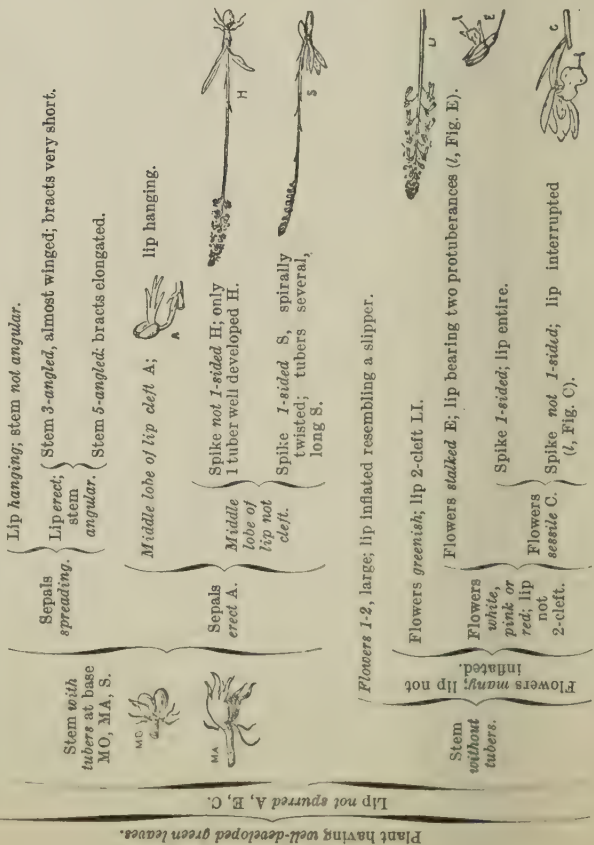 Plant having well-developed green leaves.
Lip not spurred A, E, C.
Stem with
tubers at base
MO, MA, S.
MO
MA
Sepals
spreading.
Lip hanging; stem not angular.
Lip erect;
stem
angular.
Stem 3-angled, almost winged; bracts very short.
Stem 5-angled: bracts elongated.
Sepals
erect A.
Middle lobe of lip cleft A;
A
lip hanging.
Middle
lobe of
lip not
cleft.
Spike not 1-sided H; only
1 tuber well developed H.
H
Spike 1-sided S, spirally
twisted; tubers several,
long S.
S
Stem
without
tubers.
Flowers 1-2, large; lip inflated resembling a slipper.
Flowers many; lip not
inflated.
Flowers greenish; lip 2-cleft LI.
LI
Flowers
white,
pink or
red; lip
not
2-cleft.
Flowers stalked E; lip bearing two protuberances (l, Fig. E).
E
Flowers
sessile C.
Spike 1-sided; lip entire.
Spike not 1-sided; lip interrupted
(l, Fig. C).
C